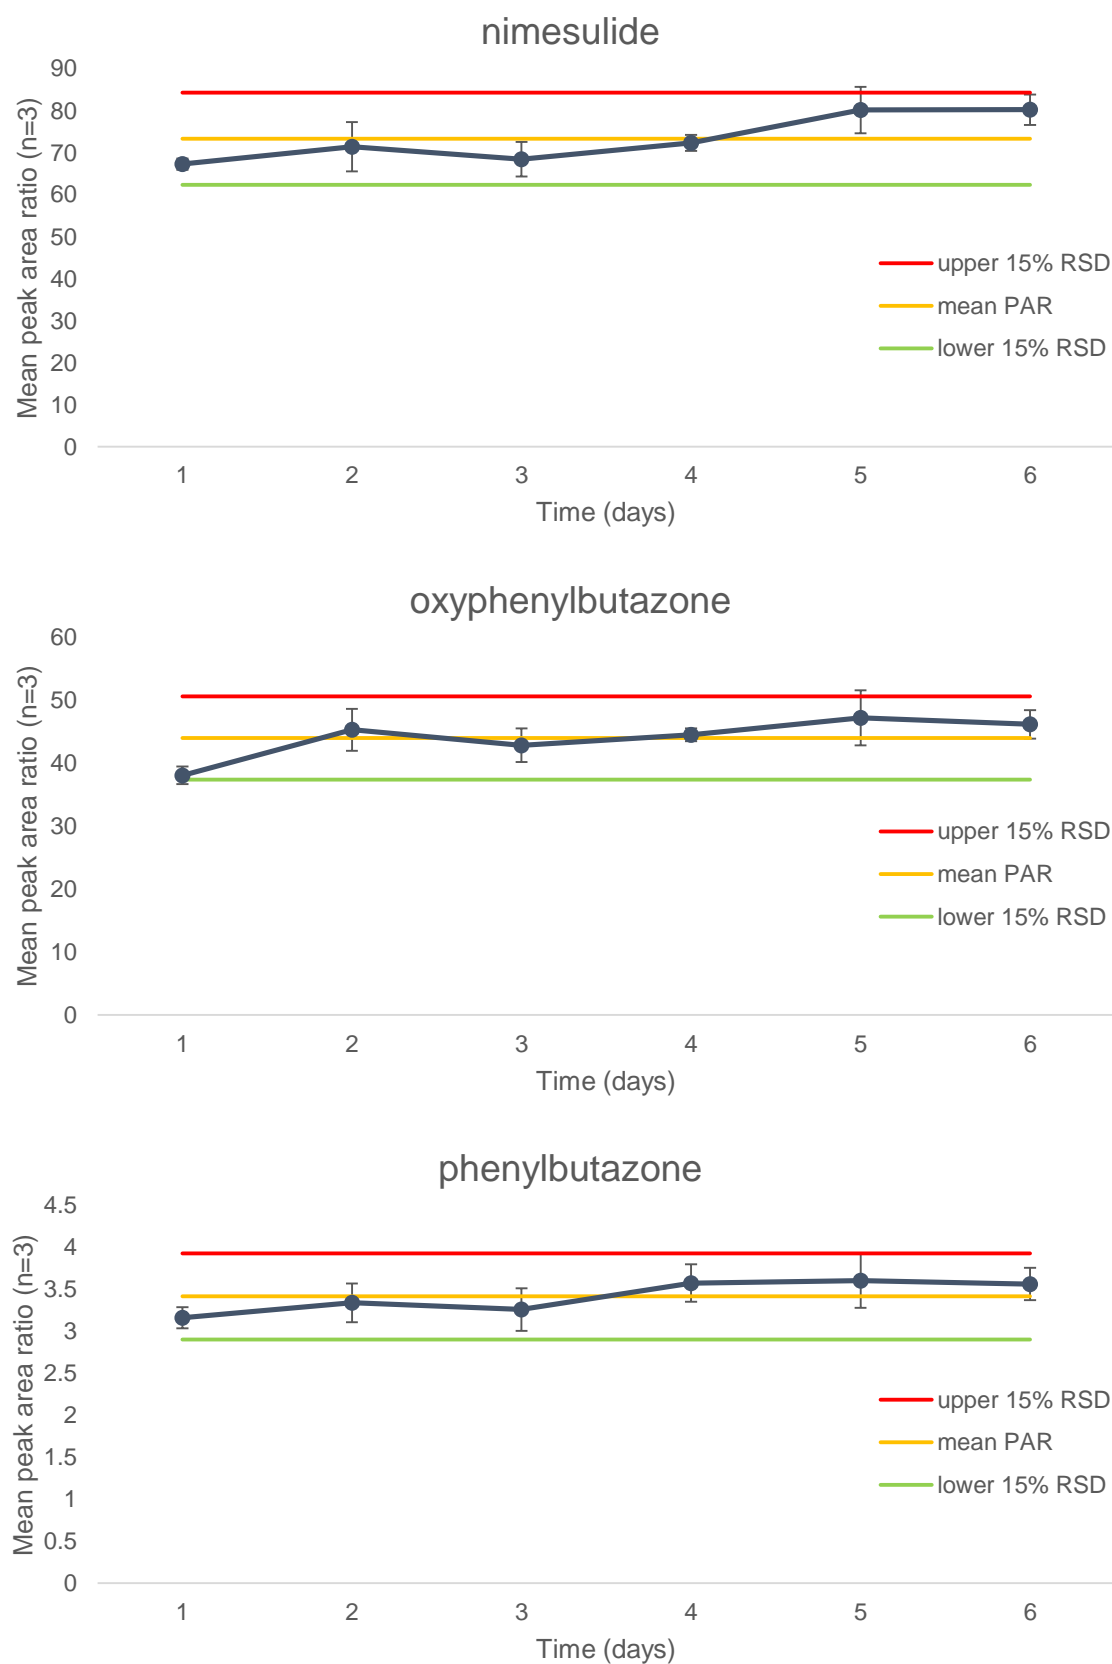 nimesulide
Mean peak area ratio (n=3)
90
80
70
60
50
40
30
20
10
0
upper 15% RSD
mean PAR
lower 15% RSD
1 2 3 4 5 6
Time (days)
oxyphenylbutazone
Mean peak area ratio (n=3)
60
50
40
30
20
10
0
upper 15% RSD
mean PAR
lower 15% RSD
1 2 3 4 5 6
Time (days)
phenylbutazone
Mean peak area ratio (n=3)
4.5
4
3.5
3
2.5
2
1.5
1
0.5
0
upper 15% RSD
mean PAR
lower 15% RSD
1 2 3 4 5 6
Time (days)